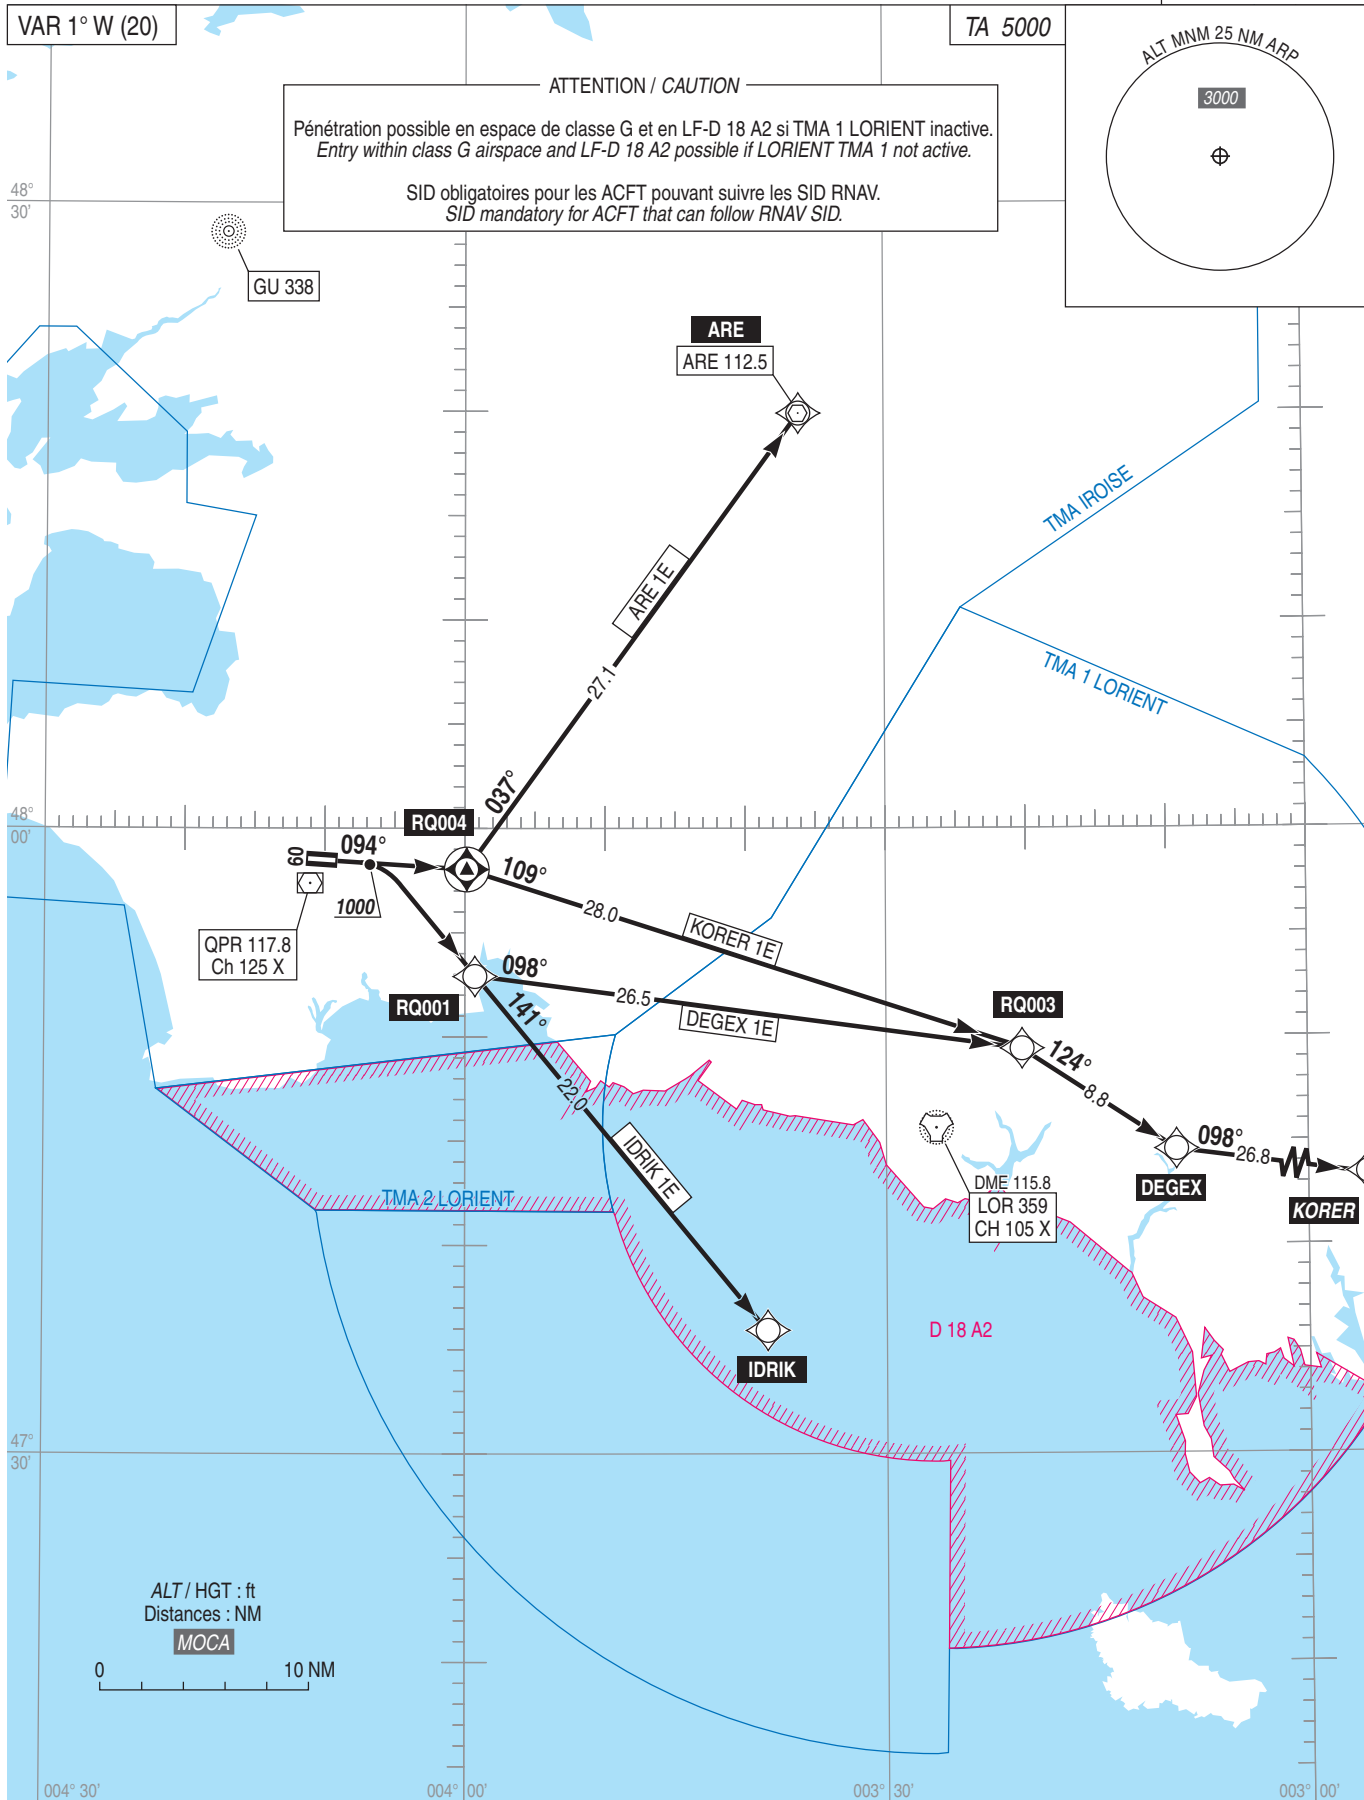 VAR 1° W (20)
TA 5000
ALT MNM 25 NM ARP
3000
ATTENTION / CAUTION
Pénétration possible en espace de classe G et en LF-D 18 A2 si TMA 1 LORIENT inactive.
Entry within class G airspace and LF-D 18 A2 possible if LORIENT TMA 1 not active.
SID obligatoires pour les ACFT pouvant suivre les SID RNAV.
SID mandatory for ACFT that can follow RNAV SID.
48°
30'
GU 338
ARE
ARE 112.5
TMA IROISE
ARE 1E
TMA 1 LORIENT
27.1
037°
48°
00'
RQ004
09
094°
109°
1000
28.0
KORER 1E
QPR 117.8
Ch 125 X
098°
RQ001
141°
26.5
DEGEX 1E
RQ003
124°
8.8
22.0
IDRIK 1E
098°
26.8
DEGEX
KORER
DME 115.8
LOR 359
CH 105 X
TMA 2 LORIENT
D 18 A2
IDRIK
47°
30'
ALT / HGT : ft
Distances : NM
MOCA
0
10 NM
004° 30'
004° 00'
003° 30'
003° 00'